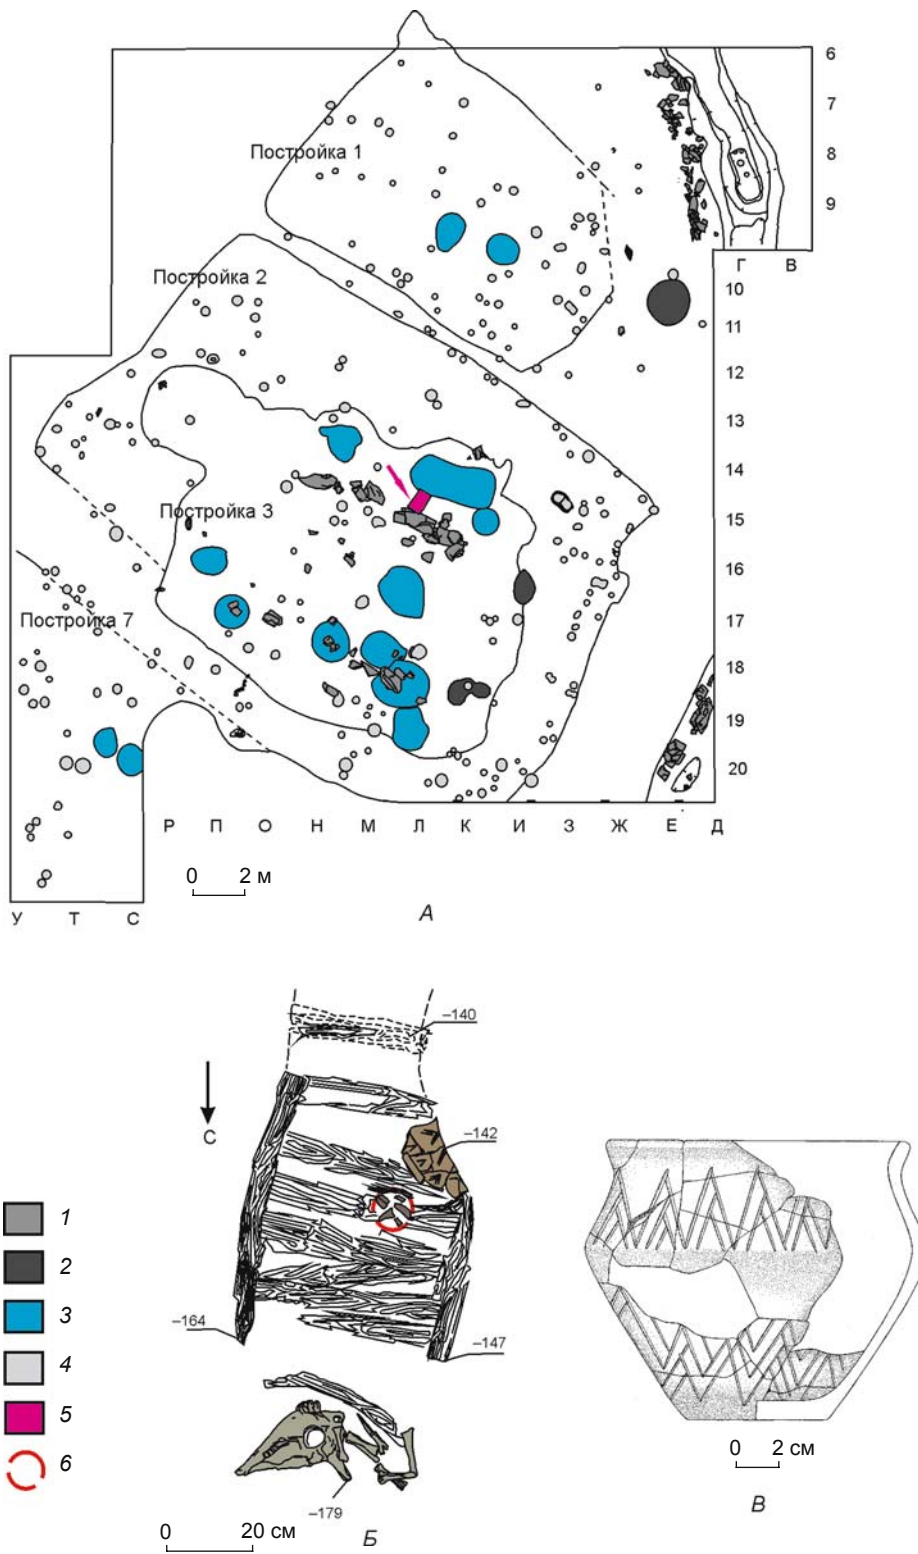 6
7
Постройка 1
8
9
Г В
Постройка 2
10
11
12
13
14
Постройка 3
15
16
Постройка 7
17
18
19
20
Р П О Н М Л К И З Ж Е Д
0 2 м
У Т С
А
–140
С
–142
1
2
3
–164
–147
4
5
6
–179
0 20 см
Б
0 2 см
В